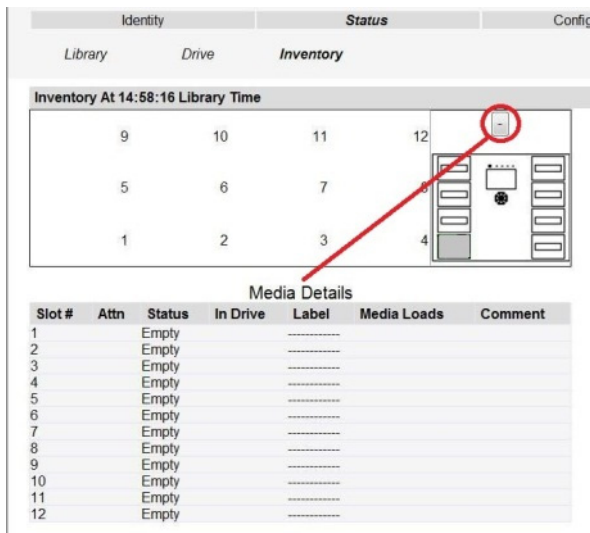 Identity Status Config
Library Drive Inventory
Inventory At 14:58:16 Library Time
-
9 10 11 12
5 6 7 8
1 2 3 4
Media Details
Slot # Attn Status In Drive Label Media Loads Comment
1 Empty ------------
2 Empty ------------
3 Empty ------------
4 Empty ------------
5 Empty ------------
6 Empty ------------
7 Empty ------------
8 Empty ------------
9 Empty ------------
10 Empty ------------
11 Empty ------------
12 Empty ------------